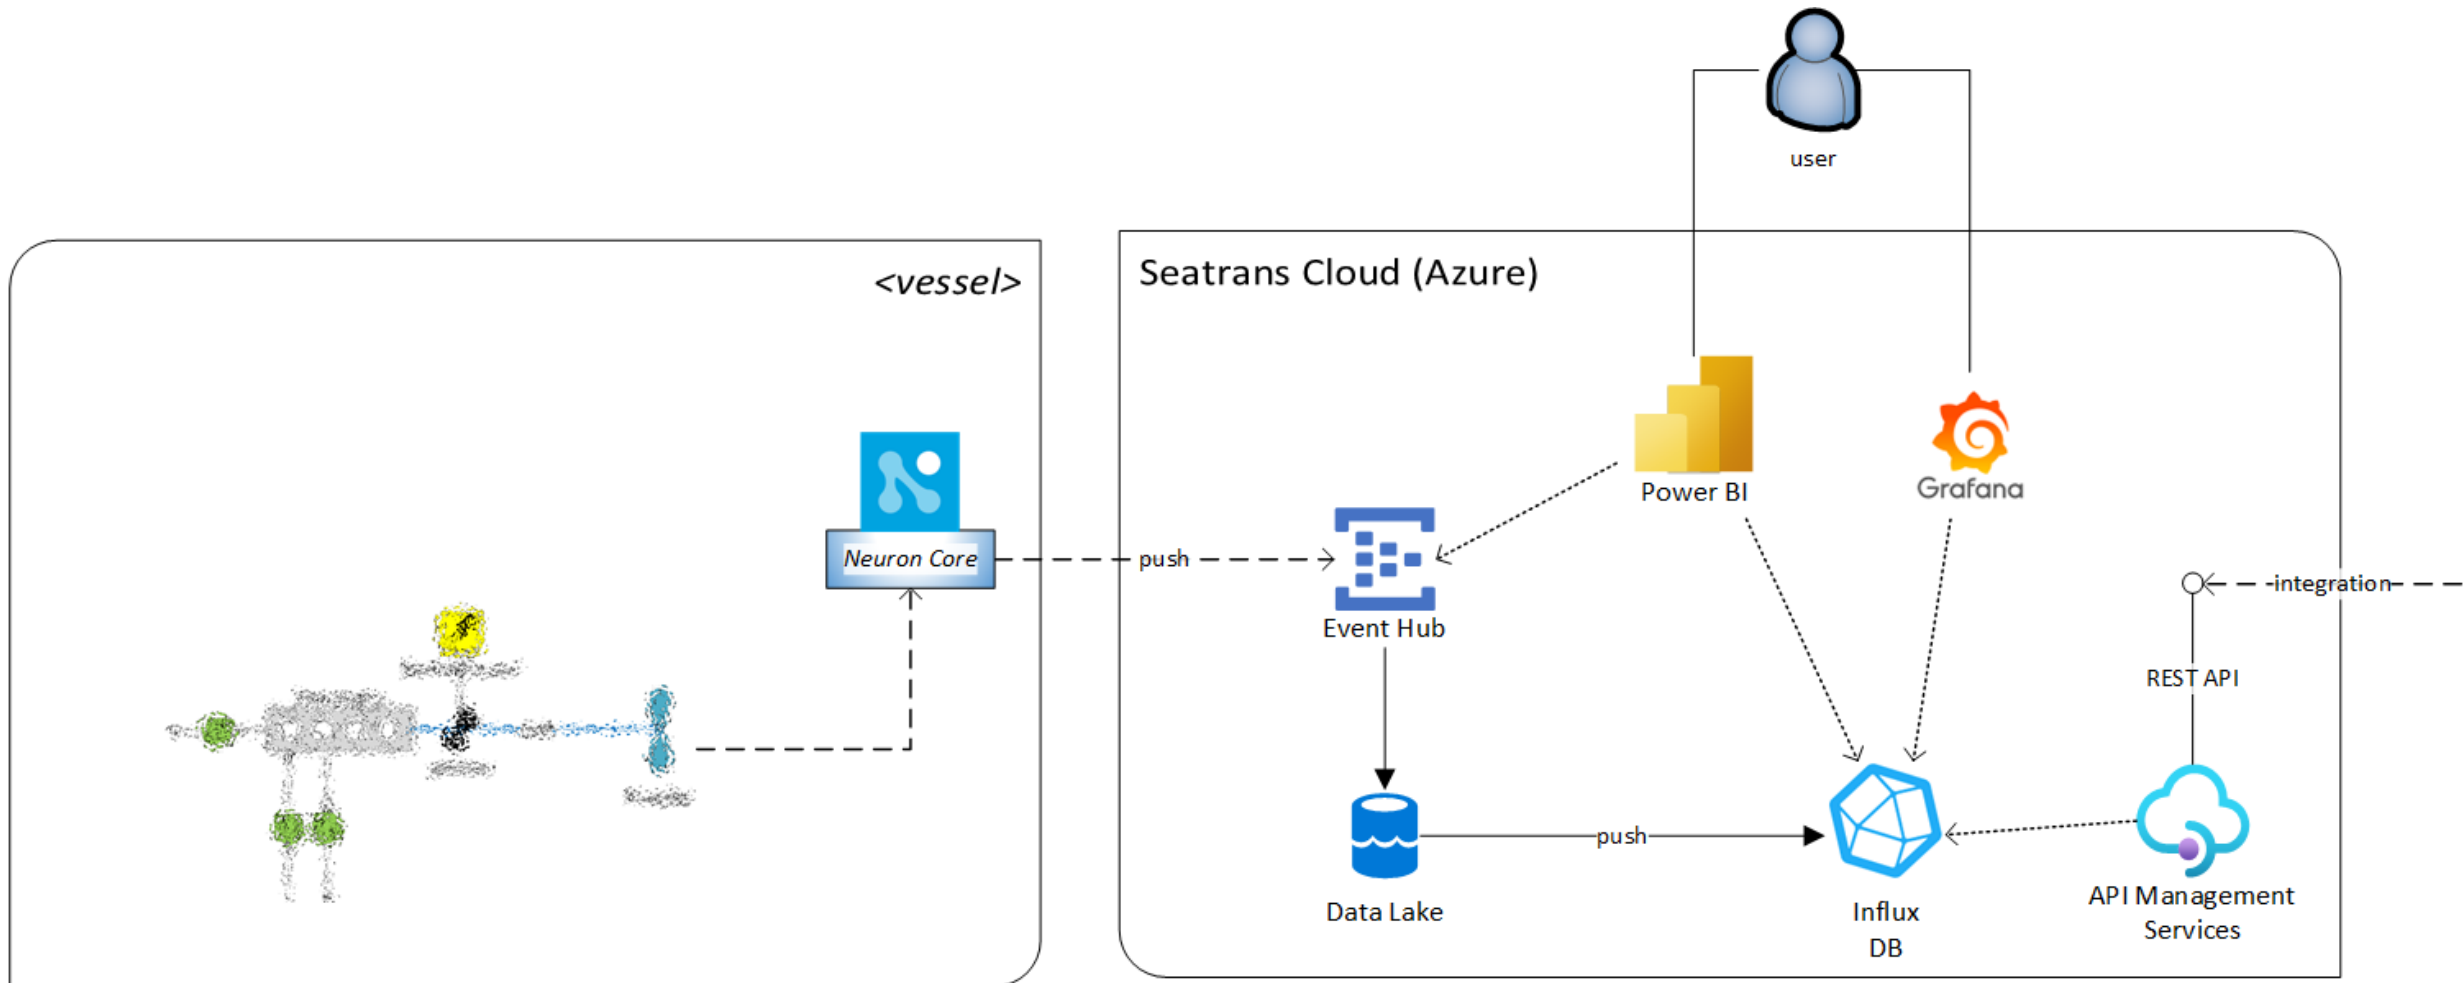 user
<vessel>
Seatrans Cloud (Azure)
Power BI
Grafana
Neuron Core
push
Event Hub
integration
REST API
push
Data Lake
Influx
DB
API Management
Services